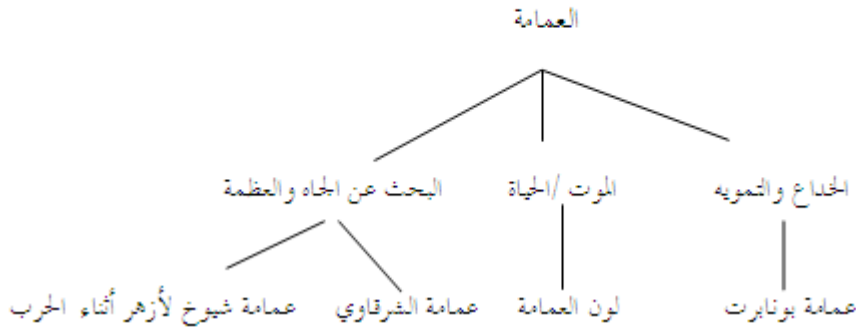 العمامة
الخداع والتمويه
الموت /الحياة
البحث عن الجاه والعظمة
عمامة بونابرت
لون العمامة
عمامة الشرقاوي
عمامة شيوخ لأزهر أثناء الحرب